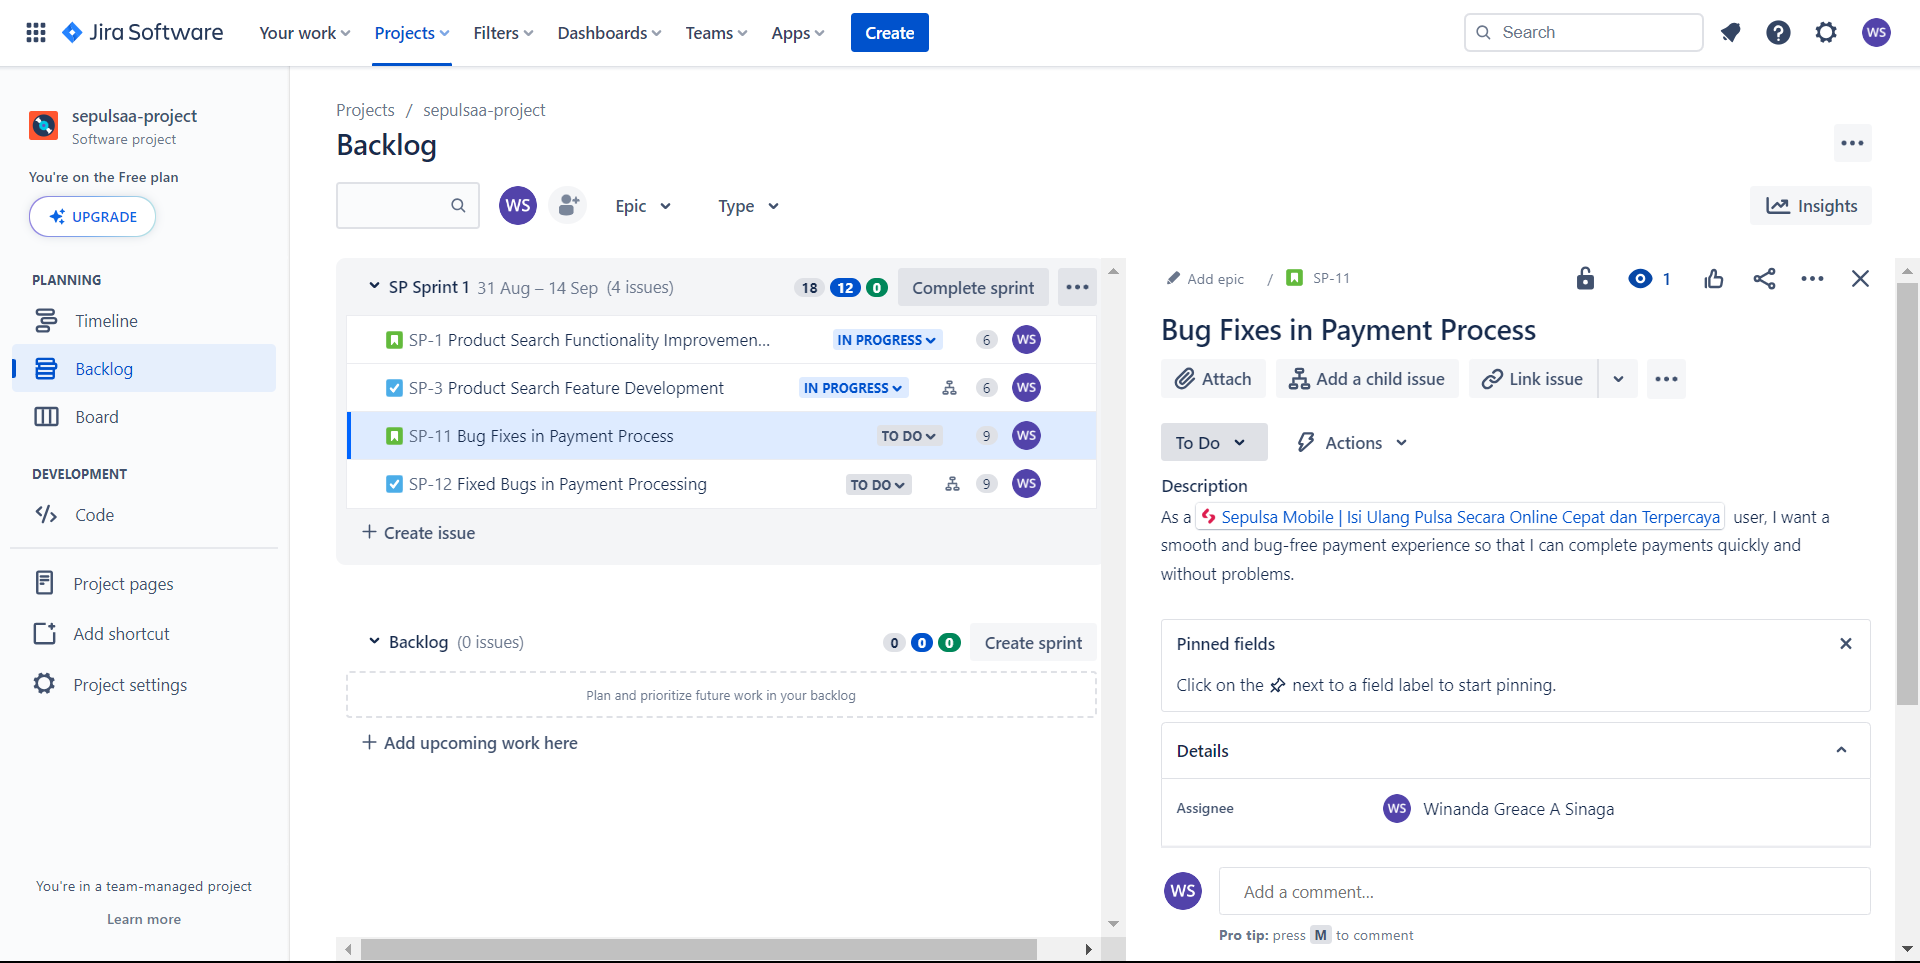 Jira Software Your work Projects Filters Dashboards Teams Apps Create Search WS
sepulsaa-project
Software project
You're on the Free plan
UPGRADE
PLANNING
Timeline
Backlog
Board
DEVELOPMENT
Code
Project pages
Add shortcut
Project settings
You're in a team-managed project
Learn more
Projects / sepulsaa-project
Backlog
WS Epic Type Insights
SP Sprint 1 31 Aug – 14 Sep (4 issues) 18 12 0 Complete sprint
SP-1 Product Search Functionality Improvemen... IN PROGRESS 6 WS
SP-3 Product Search Feature Development IN PROGRESS 6 WS
SP-11 Bug Fixes in Payment Process TO DO 9 WS
SP-12 Fixed Bugs in Payment Processing TO DO 9 WS
+ Create issue
Backlog (0 issues) 0 0 0 Create sprint
Plan and prioritize future work in your backlog
+ Add upcoming work here
Add epic / SP-11 1
Bug Fixes in Payment Process
Attach Add a child issue Link issue
To Do Actions
Description
As a Sepulsa Mobile | Isi Ulang Pulsa Secara Online Cepat dan Terpercaya user, I want a
smooth and bug-free payment experience so that I can complete payments quickly and
without problems.
Pinned fields
Click on the next to a field label to start pinning.
Details
Assignee WS Winanda Greace A Sinaga
WS Add a comment...
Pro tip: press M to comment